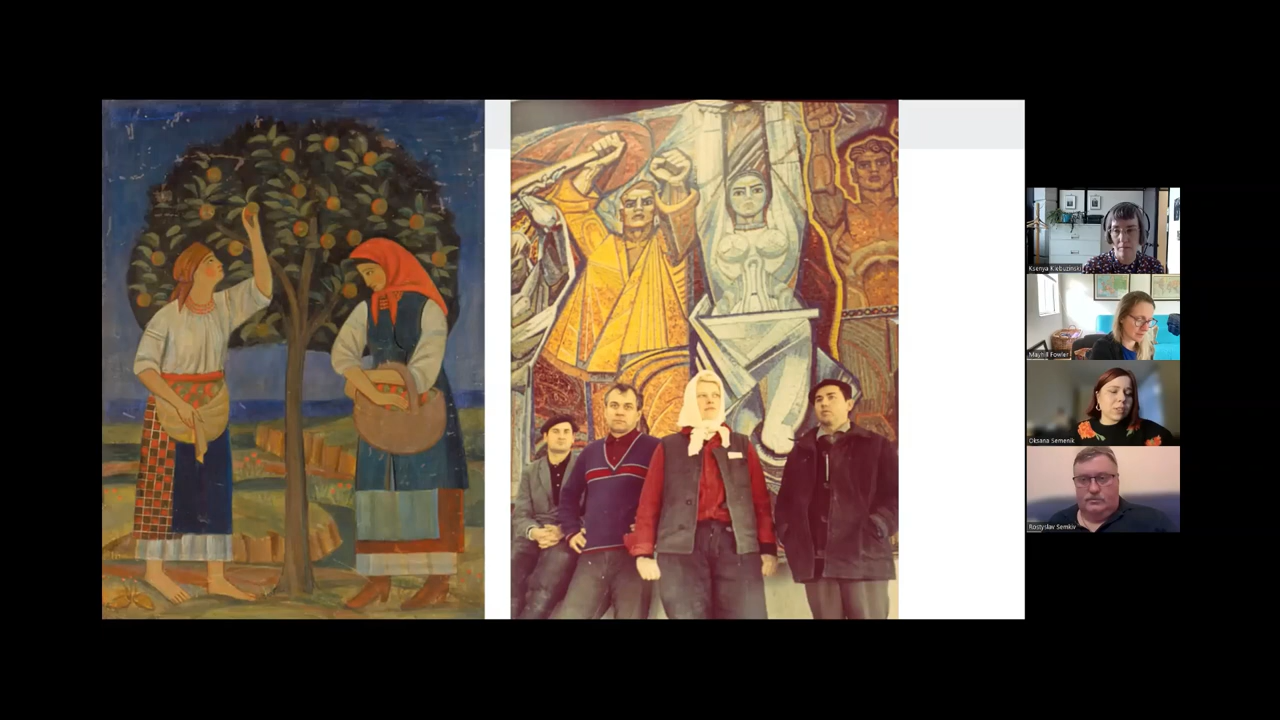 Ksenya Kiebuzinski
Mayhill Fowler
Oksana Semenik
Rostyslav Semkiv